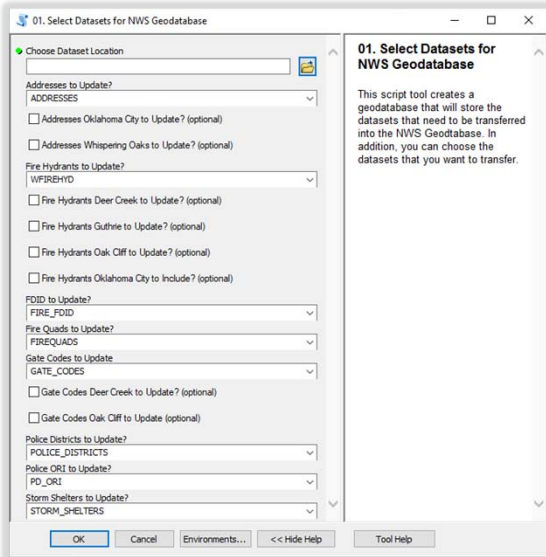 01. Select Datasets for NWS Geodatabase
Choose Dataset Location
Addresses to Update?
ADDRESSES
Addresses Oklahoma City to Update? (optional)
Addresses Whispering Oaks to Update? (optional)
Fire Hydrants to Update?
WFIREHYD
Fire Hydrants Deer Creek to Update? (optional)
Fire Hydrants Guthrie to Update? (optional)
Fire Hydrants Oak Cliff to Update? (optional)
Fire Hydrants Oklahoma City to Include? (optional)
FDID to Update?
FIRE_FDID
Fire Quads to Update?
FIREQUADS
Gate Codes to Update
GATE_CODES
Gate Codes Deer Creek to Update? (optional)
Gate Codes Oak Cliff to Update (optional)
Police Districts to Update?
POLICE_DISTRICTS
Police ORI to Update?
PD_ORI
Storm Shelters to Update?
STORM_SHELTERS
01. Select Datasets for
NWS Geodatabase
This script tool creates a
geodatabase that will store the
datasets that need to be transferred
into the NWS Geodtabase. In
addition, you can choose the
datasets that you want to transfer.
OK
Cancel
Environments...
<< Hide Help
Tool Help